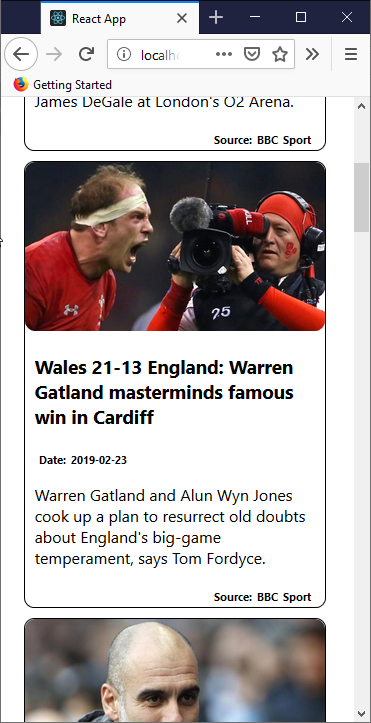 React App
localh
Getting Started
James DeGale at London's O2 Arena.
Source: BBC Sport
25
Wales 21-13 England: Warren
Gatland masterminds famous
win in Cardiff
Date: 2019-02-23
Warren Gatland and Alun Wyn Jones
cook up a plan to resurrect old doubts
about England's big-game
temperament, says Tom Fordyce.
Source: BBC Sport